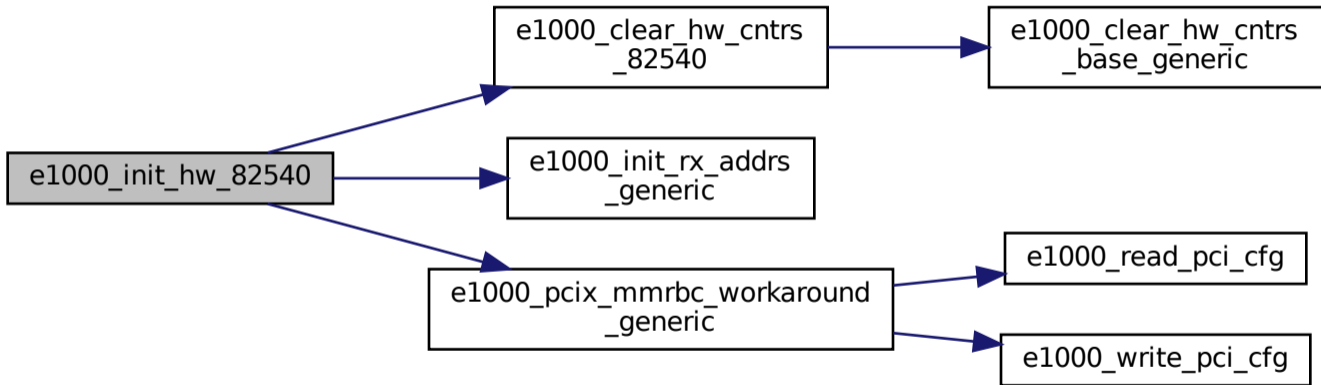 e1000_clear_hw_cntrs
_82540
e1000_clear_hw_cntrs
_base_generic
e1000_init_hw_82540
e1000_init_rx_addrs
_generic
e1000_pcix_mmrbc_workaround
_generic
e1000_read_pci_cfg
e1000_write_pci_cfg